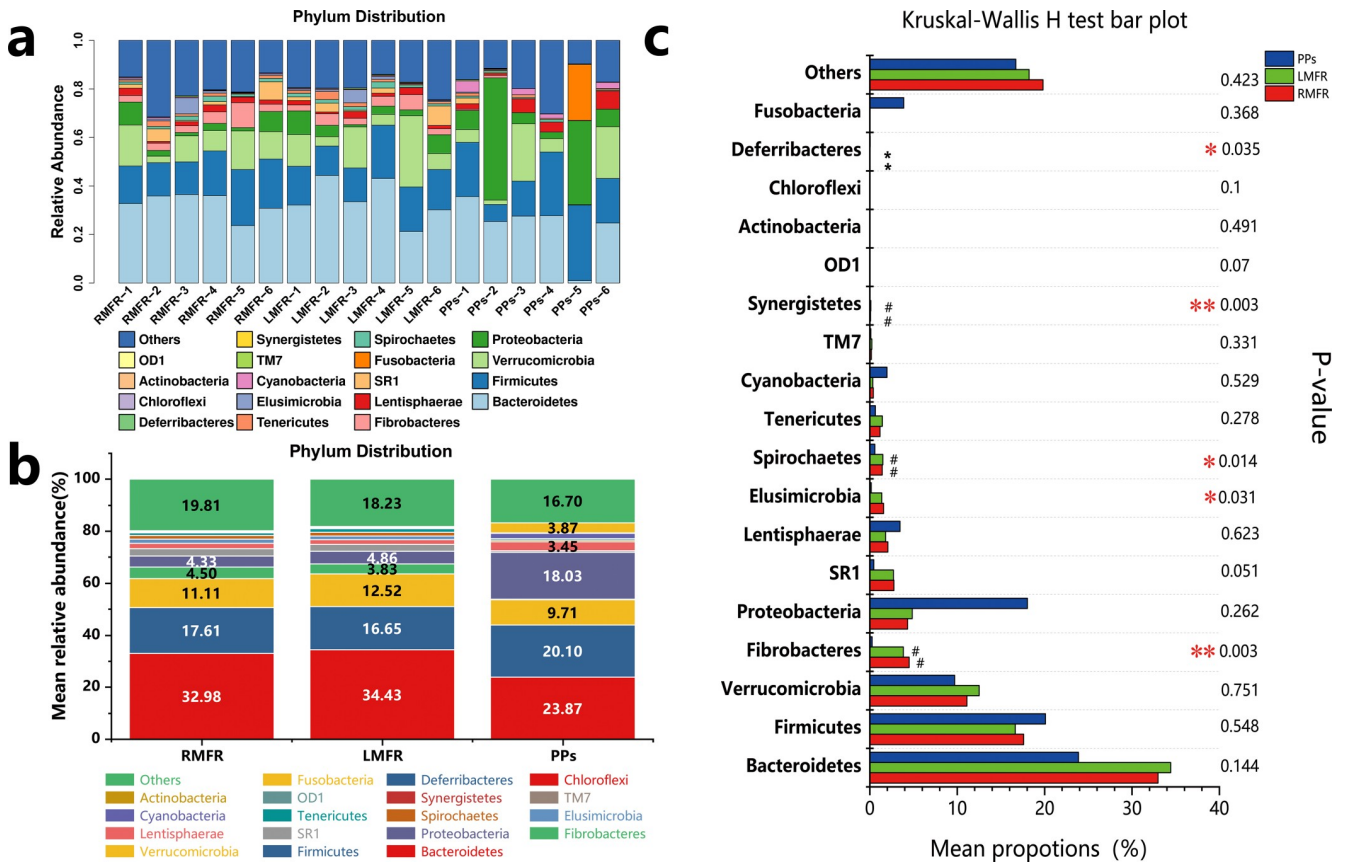 a
Phylum Distribution
Relative Abundance
1.0
0.8
0.6
0.4
0.2
0.0
RMFR-1 RMFR-2 RMFR-3 RMFR-4 RMFR-5 RMFR-6 LMFR-1 LMFR-2 LMFR-3 LMFR-4 LMFR-5 LMFR-6 PPs-1 PPs-2 PPs-3 PPs-4 PPs-5 PPs-6
Others Synergistetes Spirochaetes Proteobacteria
OD1 TM7 Fusobacteria Verrucomicrobia
Actinobacteria Cyanobacteria SR1 Firmicutes
Chloroflexi Elusimicrobia Lentisphaerae Bacteroidetes
Deferribacteres Tenericutes Fibrobacteres
b
Phylum Distribution
Mean relative abundance(%)
100
80
60
40
20
0
19.81
4.33
4.50
11.11
17.61
32.98
18.23
4.86
3.83
12.52
16.65
34.43
16.70
3.87
3.45
18.03
9.71
20.10
23.87
RMFR LMFR PPs
Others Fusobacteria Deferribacteres Chloroflexi
Actinobacteria OD1 Synergistetes TM7
Cyanobacteria Tenericutes Spirochaetes Elusimicrobia
Lentisphaerae SR1 Proteobacteria Fibrobacteres
Verrucomicrobia Firmicutes Bacteroidetes
c
Kruskal-Wallis H test bar plot
PPs
LMFR
RMFR
Others 0.423
Fusobacteria 0.368
Deferribacteres * * * 0.035
Chloroflexi 0.1
Actinobacteria 0.491
OD1 0.07
Synergistetes # # ** 0.003
TM7 0.331
Cyanobacteria 0.529
Tenericutes 0.278
Spirochaetes # # * 0.014
Elusimicrobia * 0.031
Lentisphaerae 0.623
SR1 0.051
Proteobacteria 0.262
Fibrobacteres # # ** 0.003
Verrucomicrobia 0.751
Firmicutes 0.548
Bacteroidetes 0.144
P-value
0 10 20 30 40
Mean propotions (%)